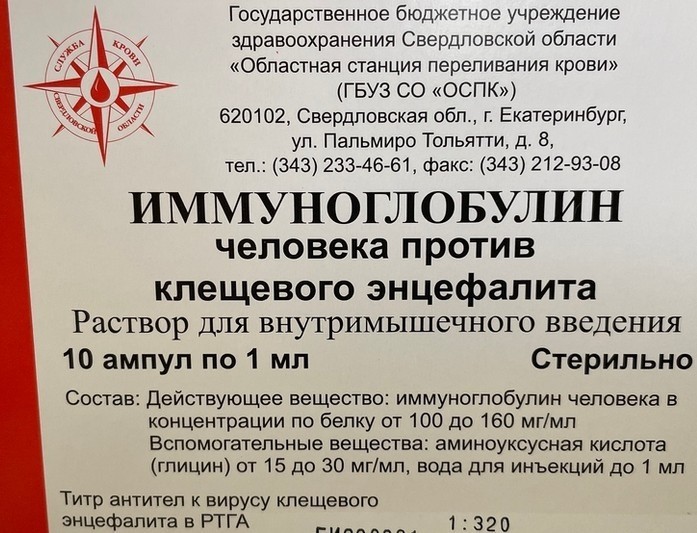 СЛУЖБА КРОВИ
СВЕРДЛОВСКОЙ ОБЛАСТИ
Государственное бюджетное учреждение
здравоохранения Свердловской области
«Областная станция переливания крови»
(ГБУЗ СО «ОСПК»)
620102, Свердловская обл., г. Екатеринбург,
ул. Пальмиро Тольятти, д. 8,
тел.: (343) 233-46-61, факс: (343) 212-93-08
ИММУНОГЛОБУЛИН
человека против
клещевого энцефалита
Раствор для внутримышечного введения
10 ампул по 1 мл Стерильно
Состав: Действующее вещество: иммуноглобулин человека в
концентрации по белку от 100 до 160 мг/мл
Вспомогательные вещества: аминоуксусная кислота
(глицин) от 15 до 30 мг/мл, вода для инъекций до 1 мл
Титр антител к вирусу клещевого
энцефалита в РТГА 1:320